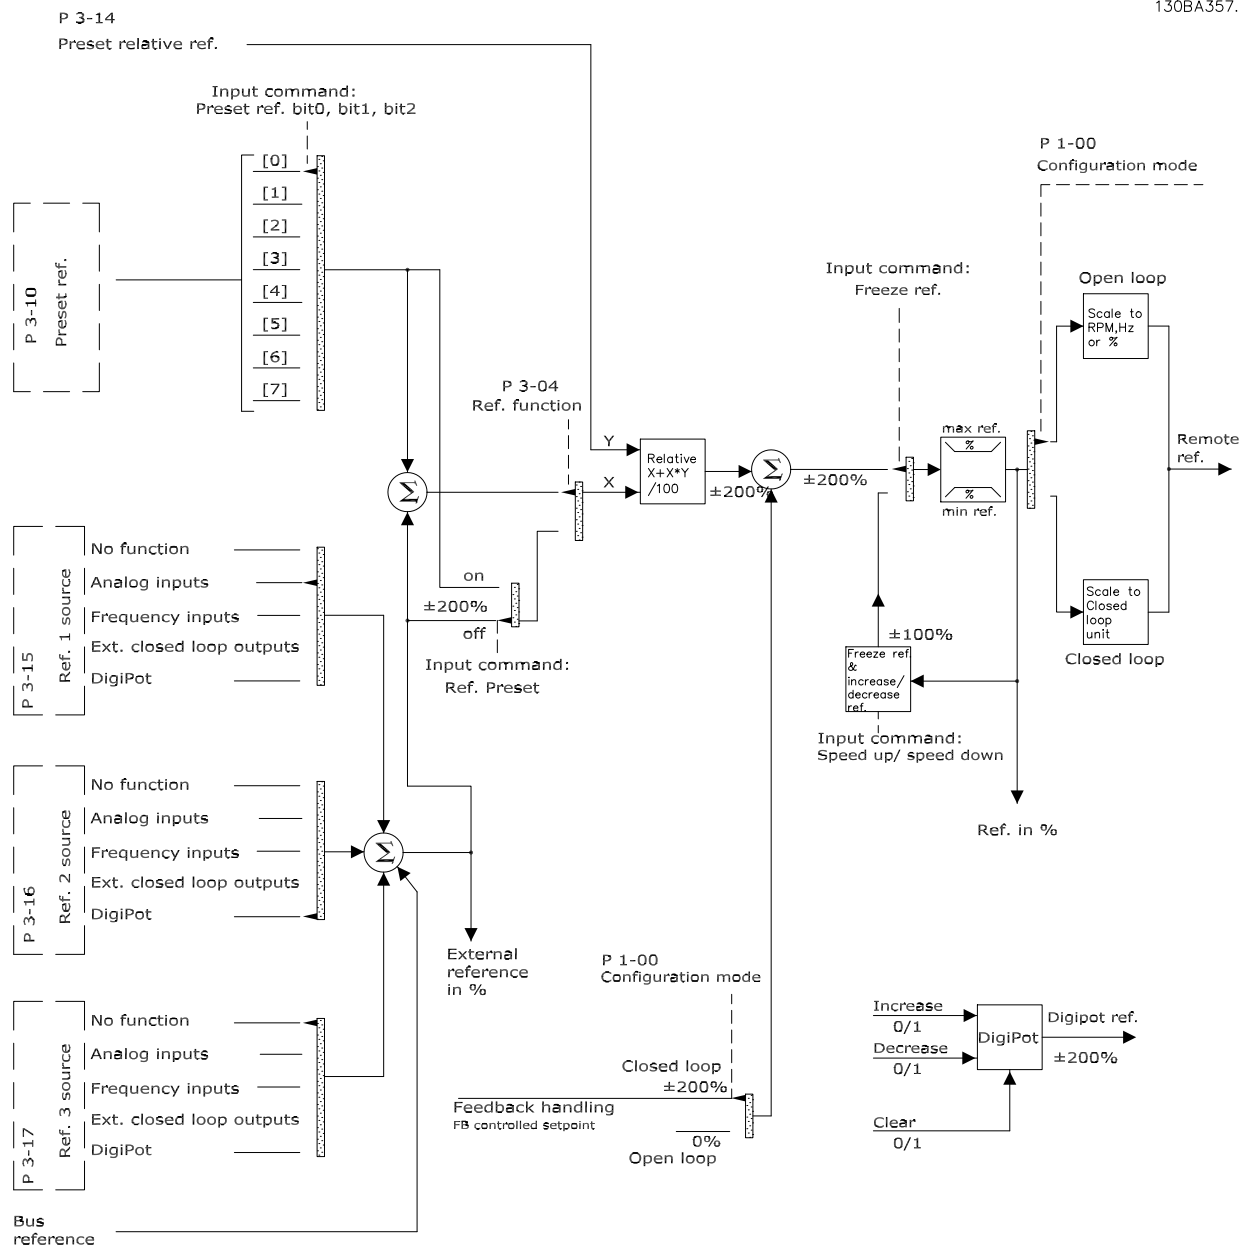 130BA357.
P 3-14
Preset relative ref.
Input command:
Preset ref. bit0, bit1, bit2
P 3-10
Preset ref.
[0]
[1]
[2]
[3]
[4]
[5]
[6]
[7]
P 1-00
Configuration mode
Input command:
Freeze ref.
Open loop
Scale to
RPM,Hz
or %
P 3-04
Ref. function
Y
X
Relative
X+X*Y
/100
±200%
Σ
±200%
max ref.
%
%
min ref.
Remote
ref.
Σ
P 3-15
Ref. 1 source
No function
Analog inputs
Frequency inputs
Ext. closed loop outputs
DigiPot
on
±200%
off
Input command:
Ref. Preset
Scale to
Closed
loop
unit
Closed loop
±100%
Freeze ref.
&
increase/
decrease
ref.
Input command:
Speed up/ speed down
Ref. in %
P 3-16
Ref. 2 source
No function
Analog inputs
Frequency inputs
Ext. closed loop outputs
DigiPot
Σ
External
reference
in %
P 3-17
Ref. 3 source
No function
Analog inputs
Frequency inputs
Ext. closed loop outputs
DigiPot
P 1-00
Configuration mode
Closed loop
±200%
Feedback handling
FB controlled setpoint
0%
Open loop
Increase
0/1
Decrease
0/1
Clear
0/1
DigiPot
Digipot ref.
±200%
Bus
reference